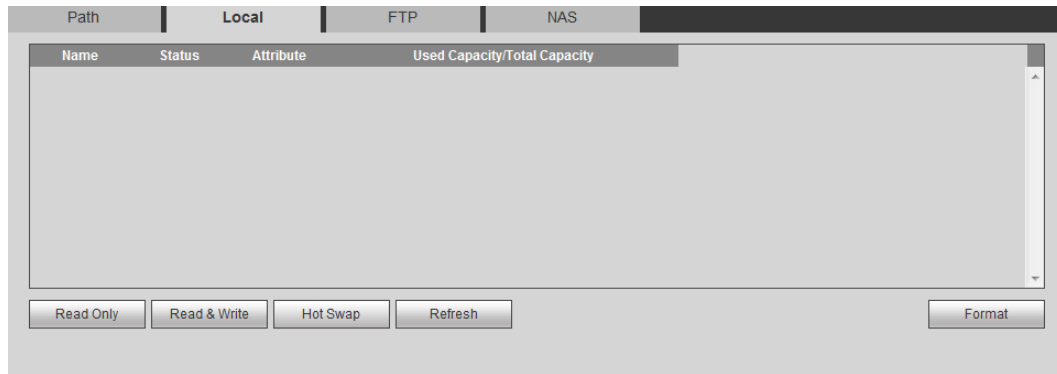 Path Local FTP NAS
Name Status Attribute Used Capacity/Total Capacity
Read Only Read & Write Hot Swap Refresh Format